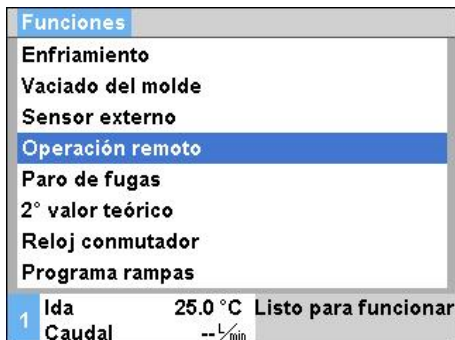 Funciones
Enfriamiento
Vaciado del molde
Sensor externo
Operación remoto
Paro de fugas
2° valor teórico
Reloj conmutador
Programa rampas
1 Ida 25.0 °C Listo para funcionar
Caudal -- L/min